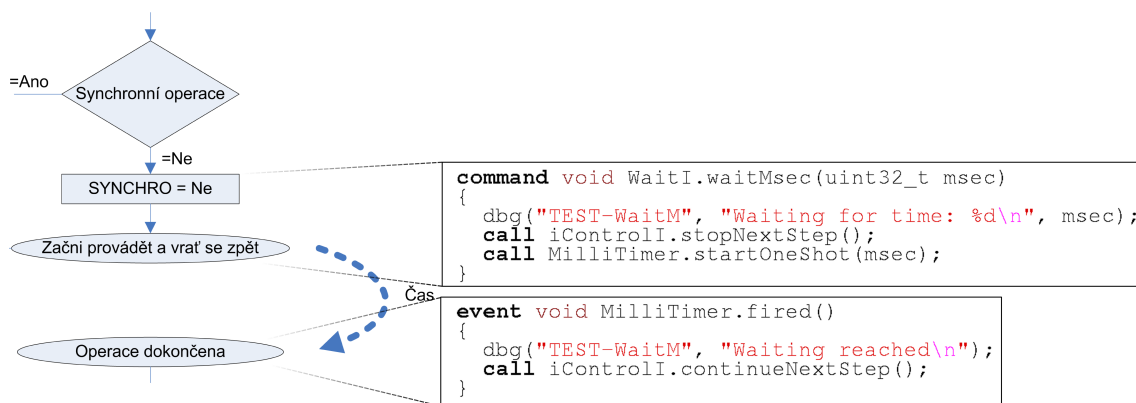 =Ano
Synchronní operace
=Ne
SYNCHRO = Ne
Začni provádět a vrať se zpět
Čas
Operace dokončena
command void WaitI.waitMsec(uint32_t msec)
{
dbg("TEST-WaitM", "Waiting for time: %d\n", msec);
call iControlI.stopNextStep();
call MilliTimer.startOneShot(msec);
}
event void MilliTimer.fired()
{
dbg("TEST-WaitM", "Waiting reached\n");
call iControlI.continueNextStep();
}